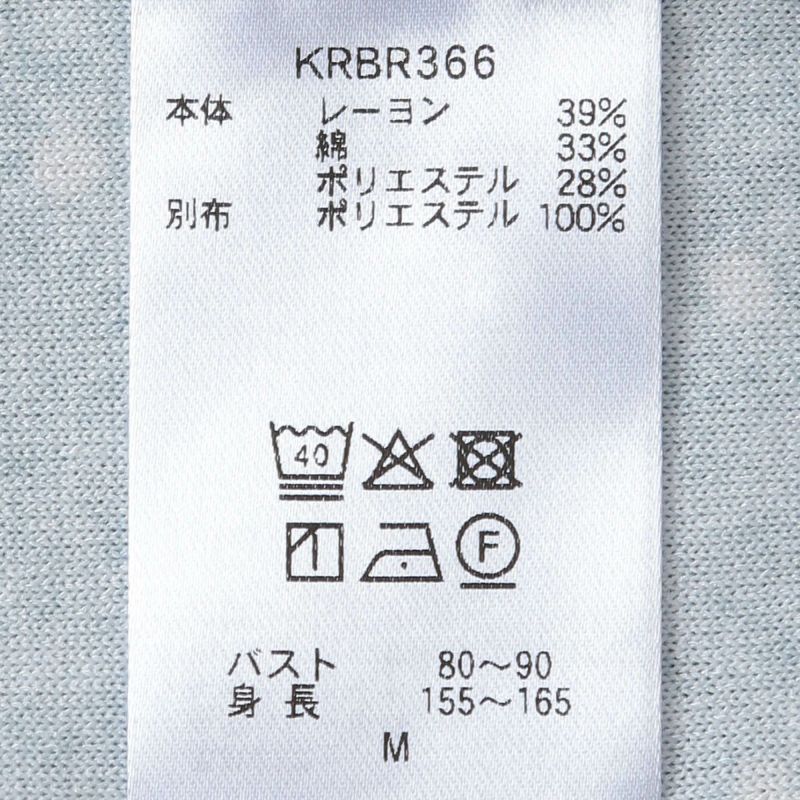 KRBR366
本体 レーヨン 39%
綿 33%
ポリエステル 28%
別布 ポリエステル 100%
40
F
バスト 80～90
身長 155～165
M